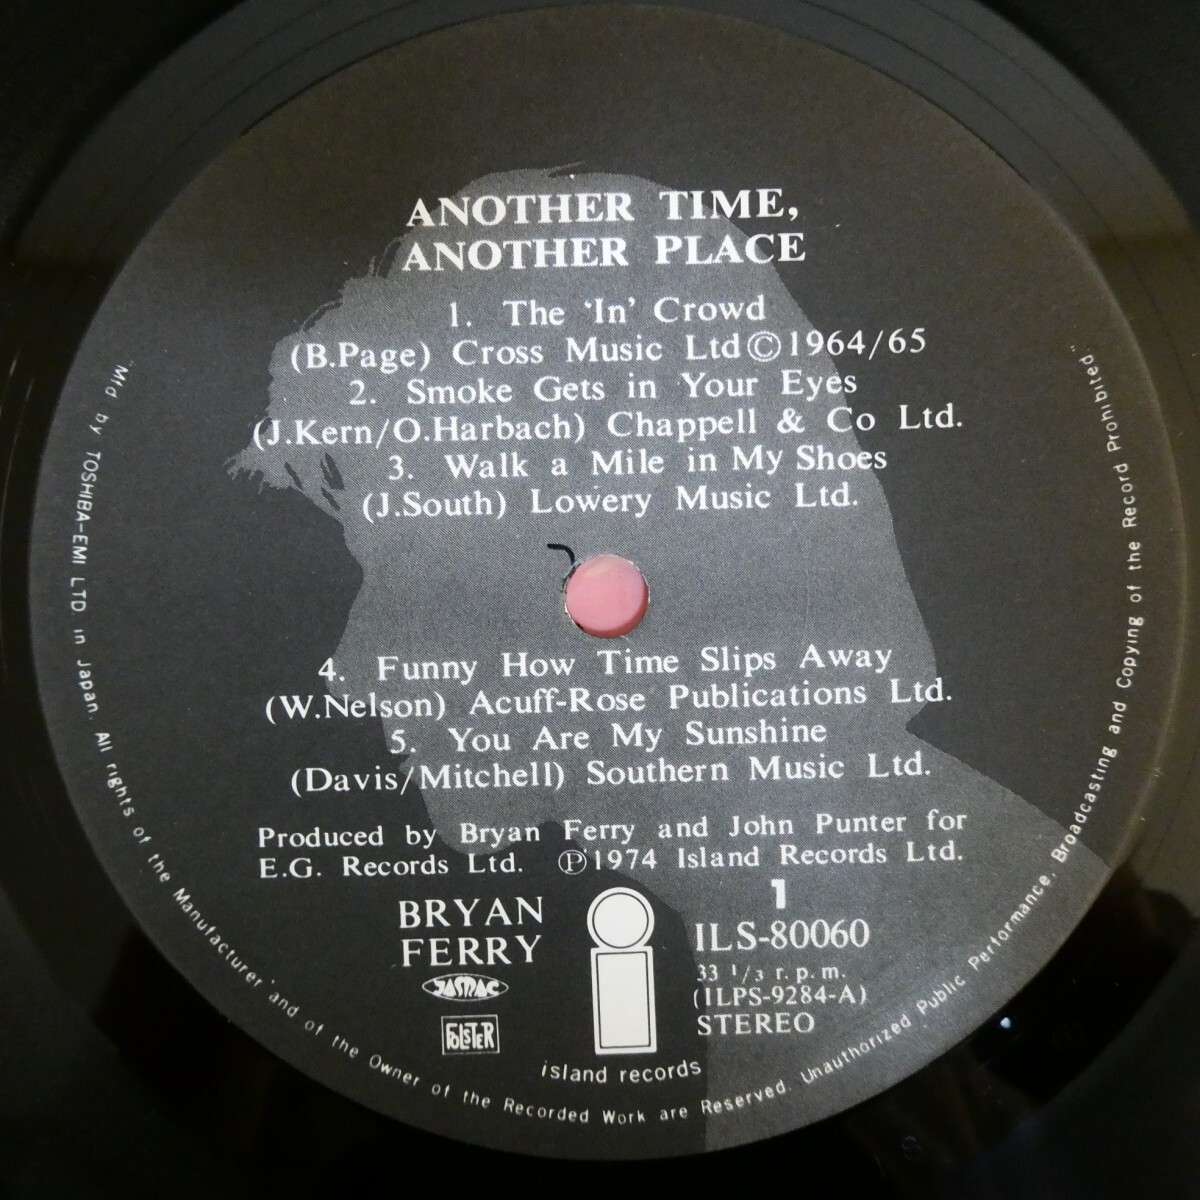 ANOTHER TIME,
ANOTHER PLACE
1. The 'In' Crowd
(B.Page) Cross Music Ltd©1964/65
2. Smoke Gets in Your Eyes
(J.Kern/O.Harbach) Chappell & Co Ltd.
3. Walk a Mile in My Shoes
(J.South) Lowery Music Ltd.
4. Funny How Time Slips Away
(W.Nelson) Acuff-Rose Publications Ltd.
5. You Are My Sunshine
(Davis/Mitchell) Southern Music Ltd.
Produced by Bryan Ferry and John Punter for
E.G. Records Ltd. ℗1974 Island Records Ltd.
BRYAN
FERRY
JASRAC
FOLSTER
i
island records
1
ILS-80060
33 1/3 r.p.m.
(ILPS-9284-A)
STEREO
"Mfd by TOSHIBA-EMI LTD in Japan. All rights of the Manufacturer and of the Owner of the Recorded Work are Reserved. Unauthorized Public Performance, Broadcasting and Copying of the Record Prohibited."
S